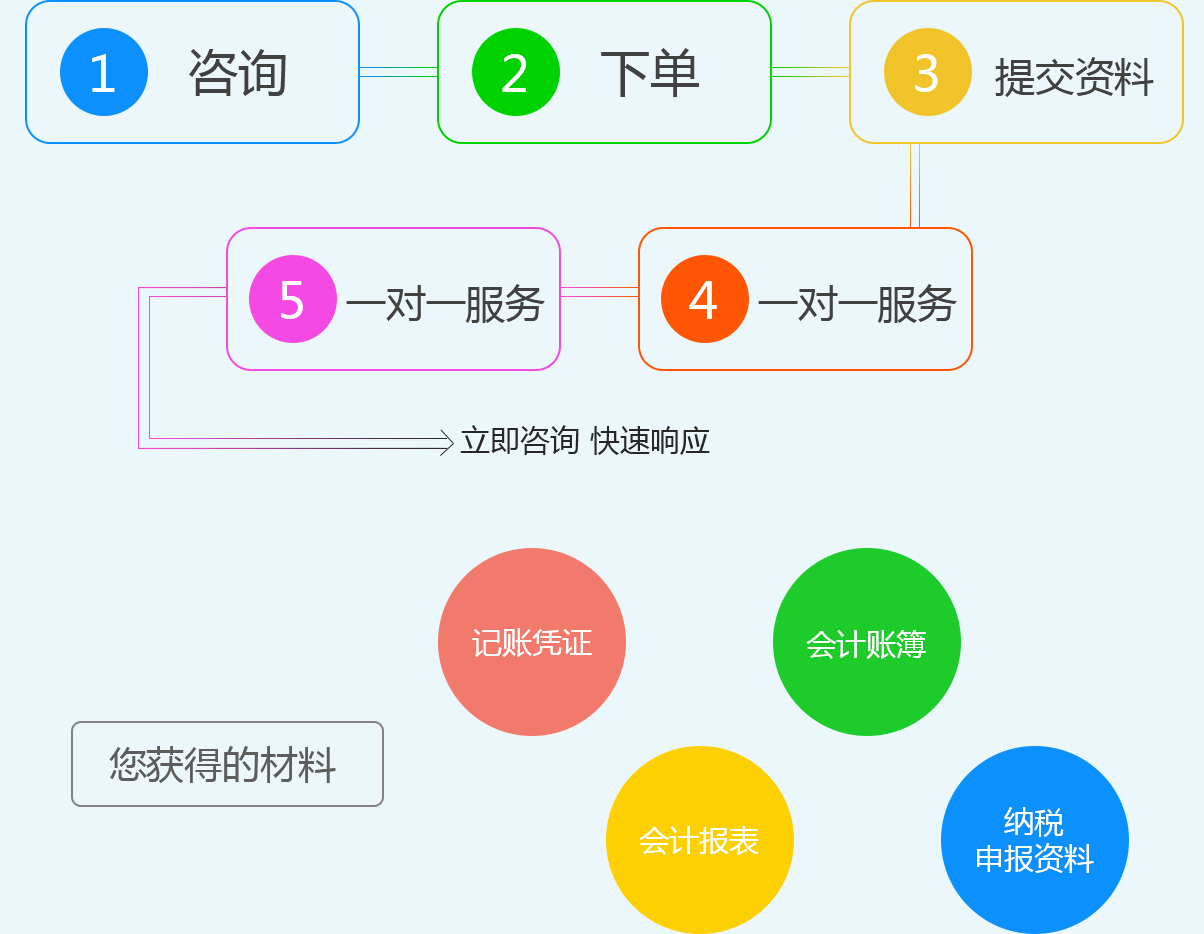 1 咨询
2 下单
3 提交资料
5 一对一服务
4 一对一服务
立即咨询 快速响应
记账凭证
会计账簿
您获得的材料
会计报表
纳税
申报资料